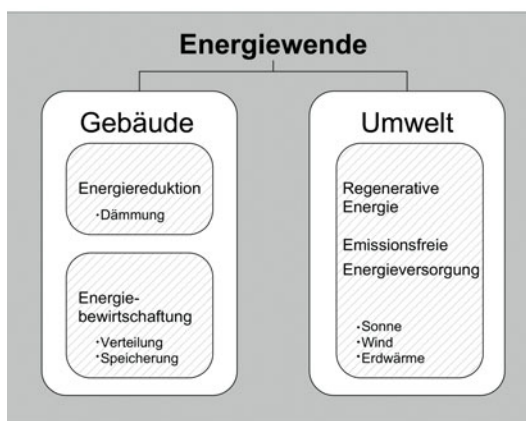 Energiewende
Gebäude
Energiereduktion
·Dämmung
Energie-
bewirtschaftung
·Verteilung
·Speicherung
Umwelt
Regenerative
Energie
Emissionsfreie
Energieversorgung
·Sonne
·Wind
·Erdwärme